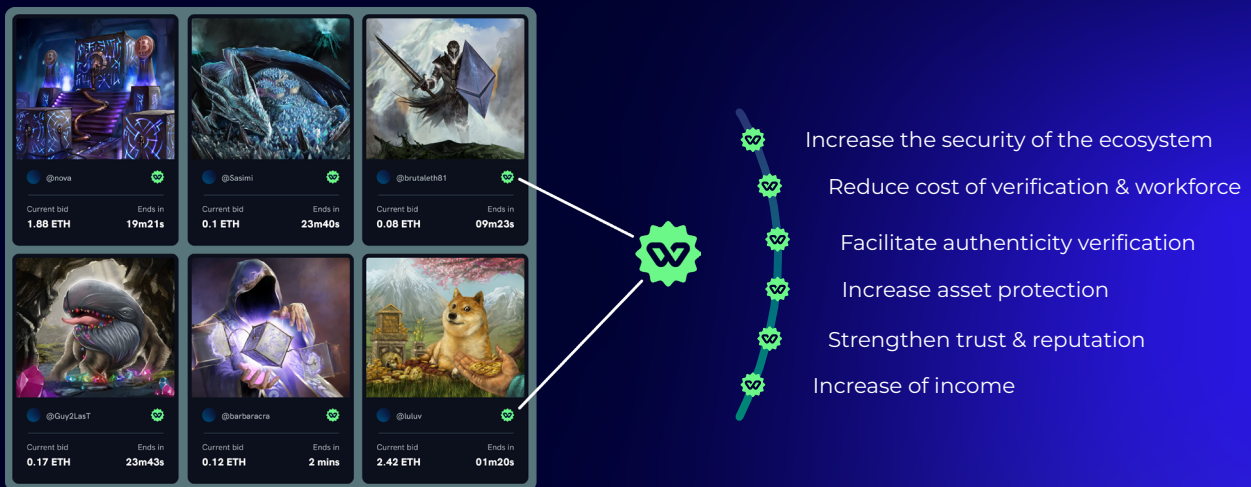 @nova
Current bid Ends in
1.88 ETH 19m21s
@Sasimi
Current bid Ends in
0.1 ETH 23m40s
@brutaleth81
Current bid Ends in
0.08 ETH 09m23s
@Guy2LasT
Current bid Ends in
0.17 ETH 23m43s
@barbaracra
Current bid Ends in
0.12 ETH 2 mins
@luluv
Current bid Ends in
2.42 ETH 01m20s
Increase the security of the ecosystem
Reduce cost of verification & workforce
Facilitate authenticity verification
Increase asset protection
Strengthen trust & reputation
Increase of income